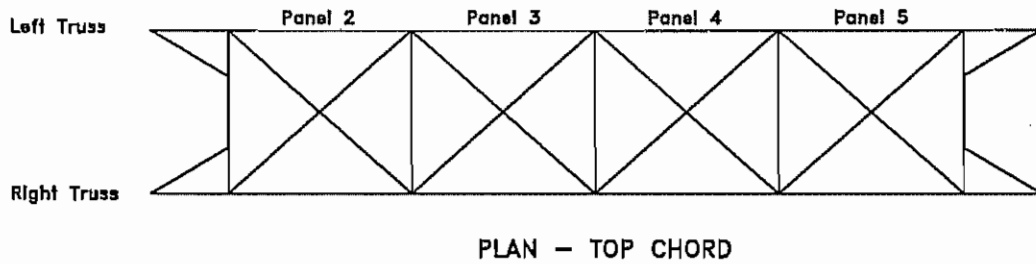 Panel 2 Panel 3 Panel 4 Panel 5
Left Truss
Right Truss
PLAN – TOP CHORD